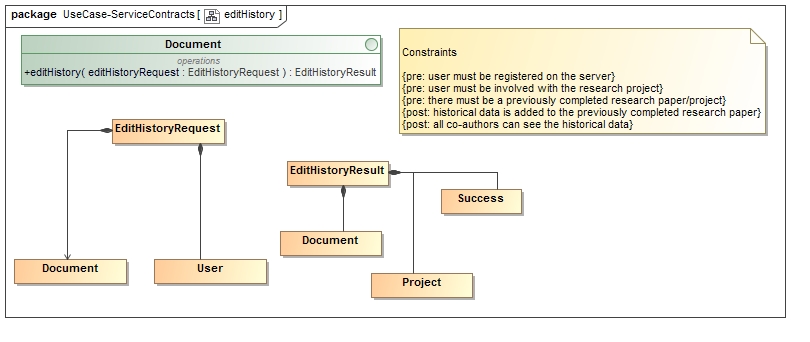 package UseCase-ServiceContracts [ editHistory ]
Document
operations
+editHistory( editHistoryRequest : EditHistoryRequest ) : EditHistoryResult
Constraints
{pre: user must be registered on the server}
{pre: user must be involved with the research project}
{pre: there must be a previously completed research paper/project}
{post: historical data is added to the previously completed research paper}
{post: all co-authors can see the historical data}
EditHistoryRequest
EditHistoryResult
Success
Document
Document
User
Project